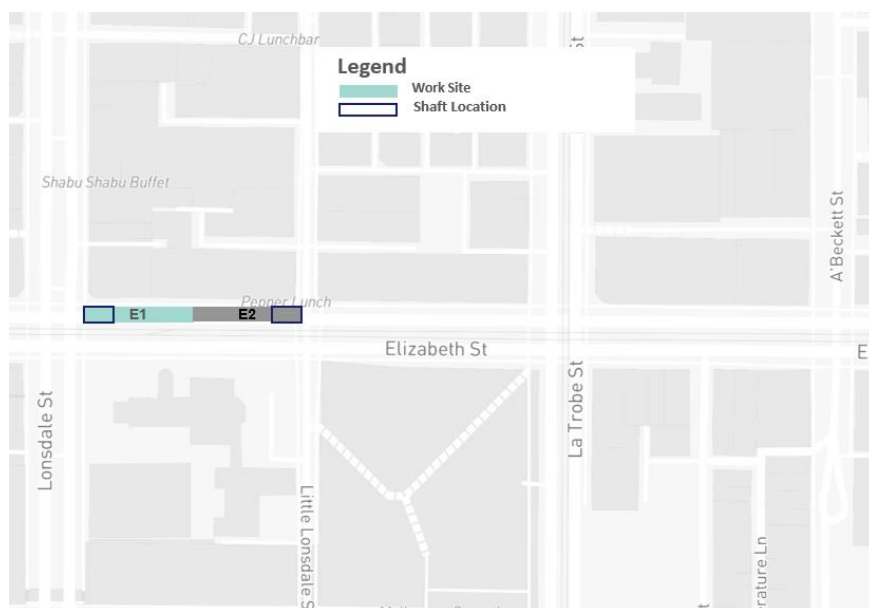 CJ Lunchbar
St
Legend
Work Site
Shaft Location
Shabu Shabu Buffet
A'Beckett St
Pepper Lunch
E1
E2
Elizabeth St
E
Lonsdale St
La Trobe St
Little Lonsdale S
erature Ln